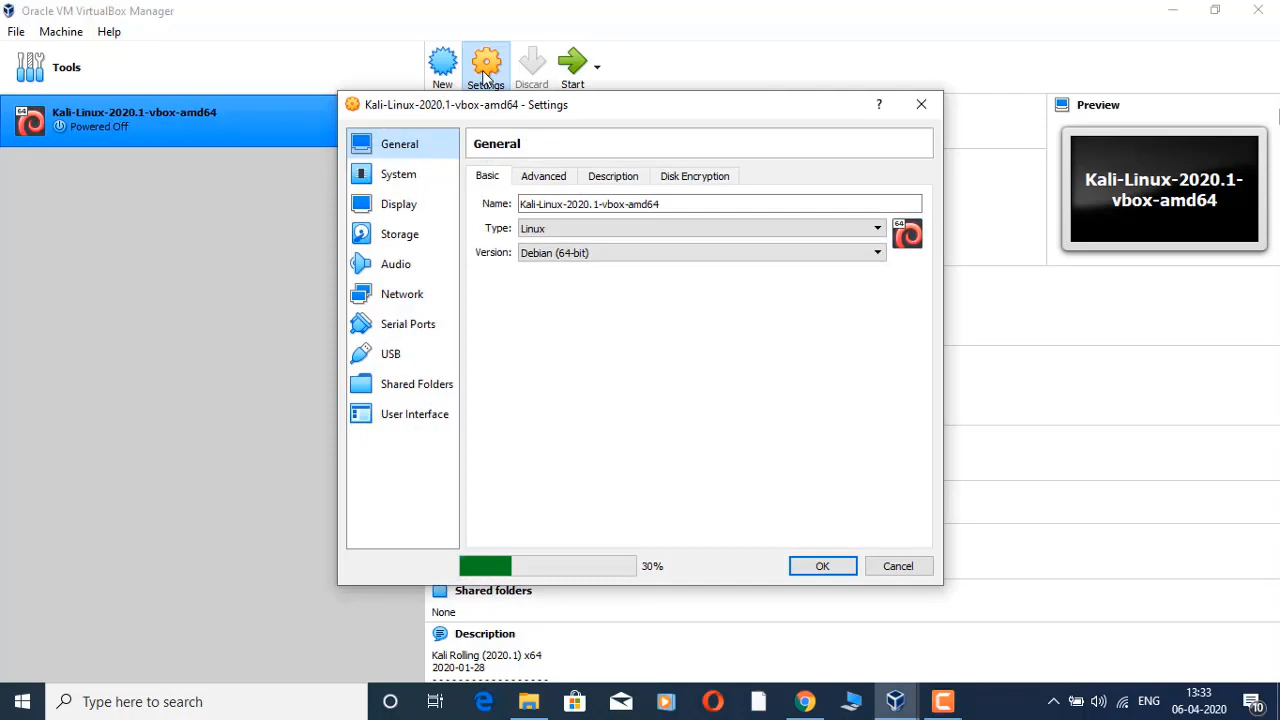 Oracle VM VirtualBox Manager
File Machine Help
Tools
New Settings Discard Start
64
Kali-Linux-2020.1-vbox-amd64
Powered Off
Kali-Linux-2020.1-vbox-amd64 - Settings
?
Preview
Kali-Linux-2020.1-
vbox-amd64
General
System
Display
Storage
Audio
Network
Serial Ports
USB
Shared Folders
User Interface
General
Basic Advanced Description Disk Encryption
Name: Kali-Linux-2020.1-vbox-amd64
Type: Linux
64
Version: Debian (64-bit)
30%
OK Cancel
Shared folders
None
Description
Kali Rolling (2020.1) x64
2020-01-28
Type here to search
ENG
13:33
06-04-2020
10